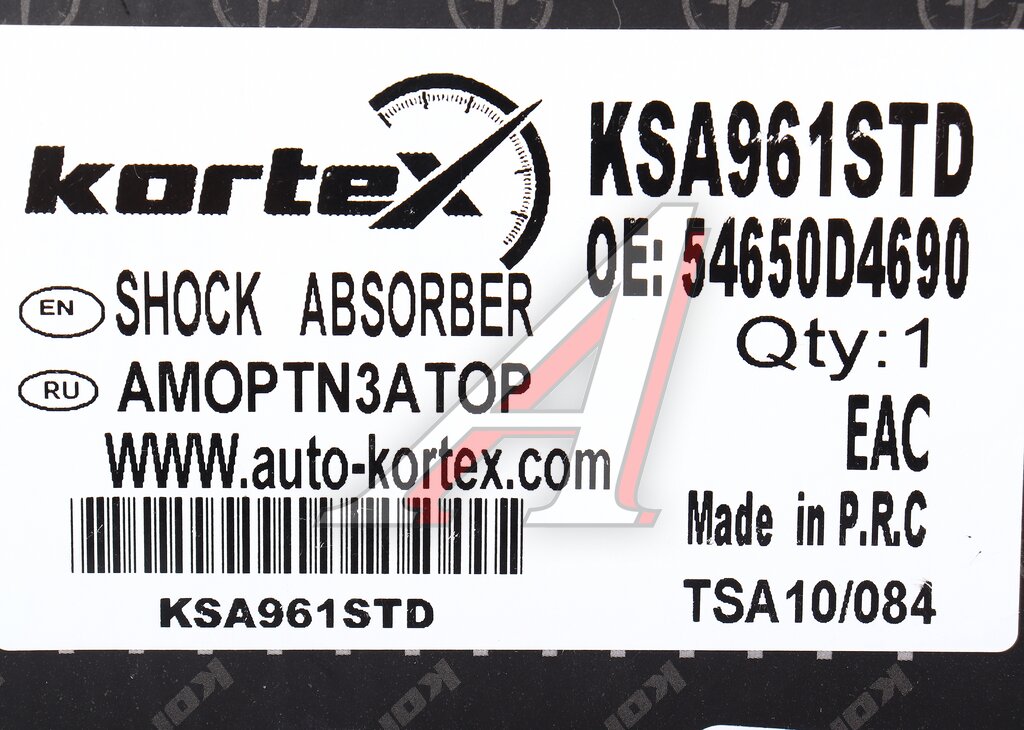 kortex
KSA961STD
OE: 54650D4690
EN SHOCK ABSORBER
Qty: 1
RU AMOPTN3ATOP
EAC
WWW.auto-kortex.com
Made in P.R.C
KSA961STD
TSA10/084